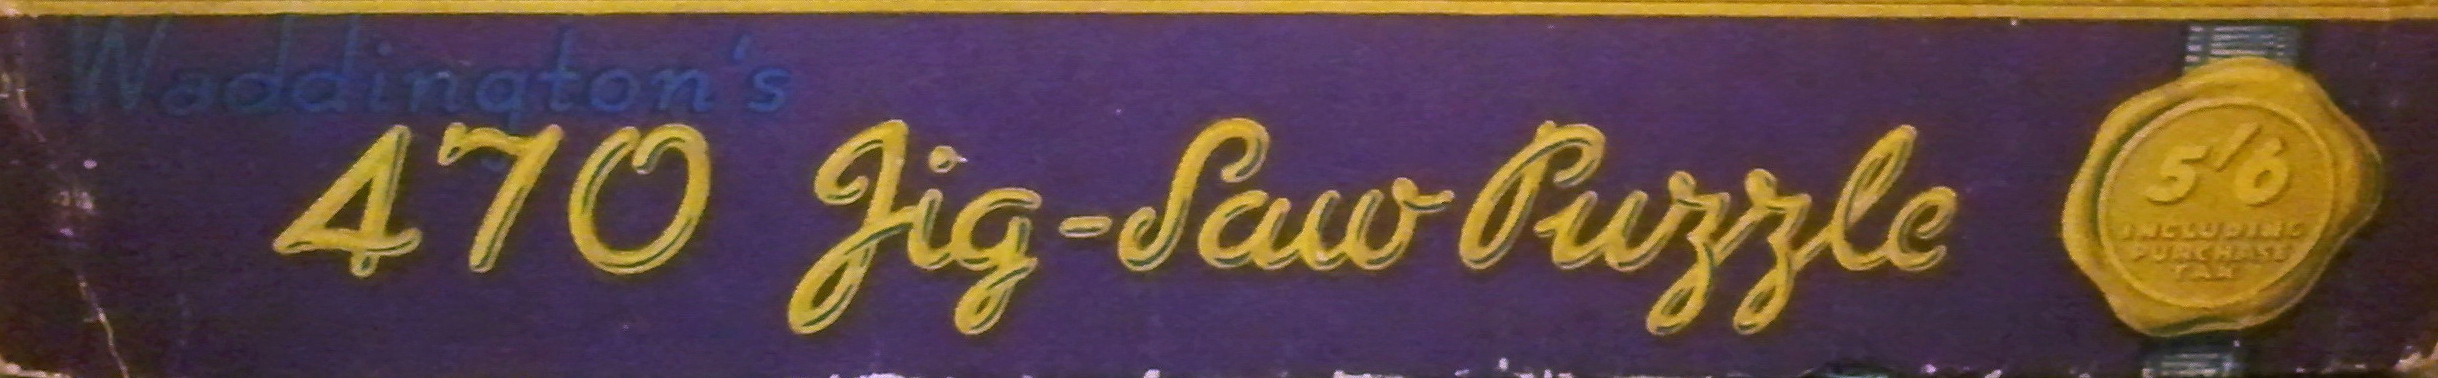 Waddington's
470 Jig-Saw Puzzle
5'6
INCLUDING
PURCHASE
TAX